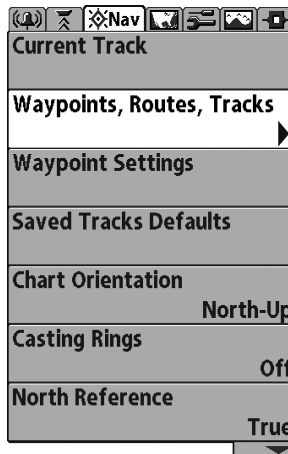 Nav
Current Track
Waypoints, Routes, Tracks
Waypoint Settings
Saved Tracks Defaults
Chart Orientation
North-Up
Casting Rings
Off
North Reference
True